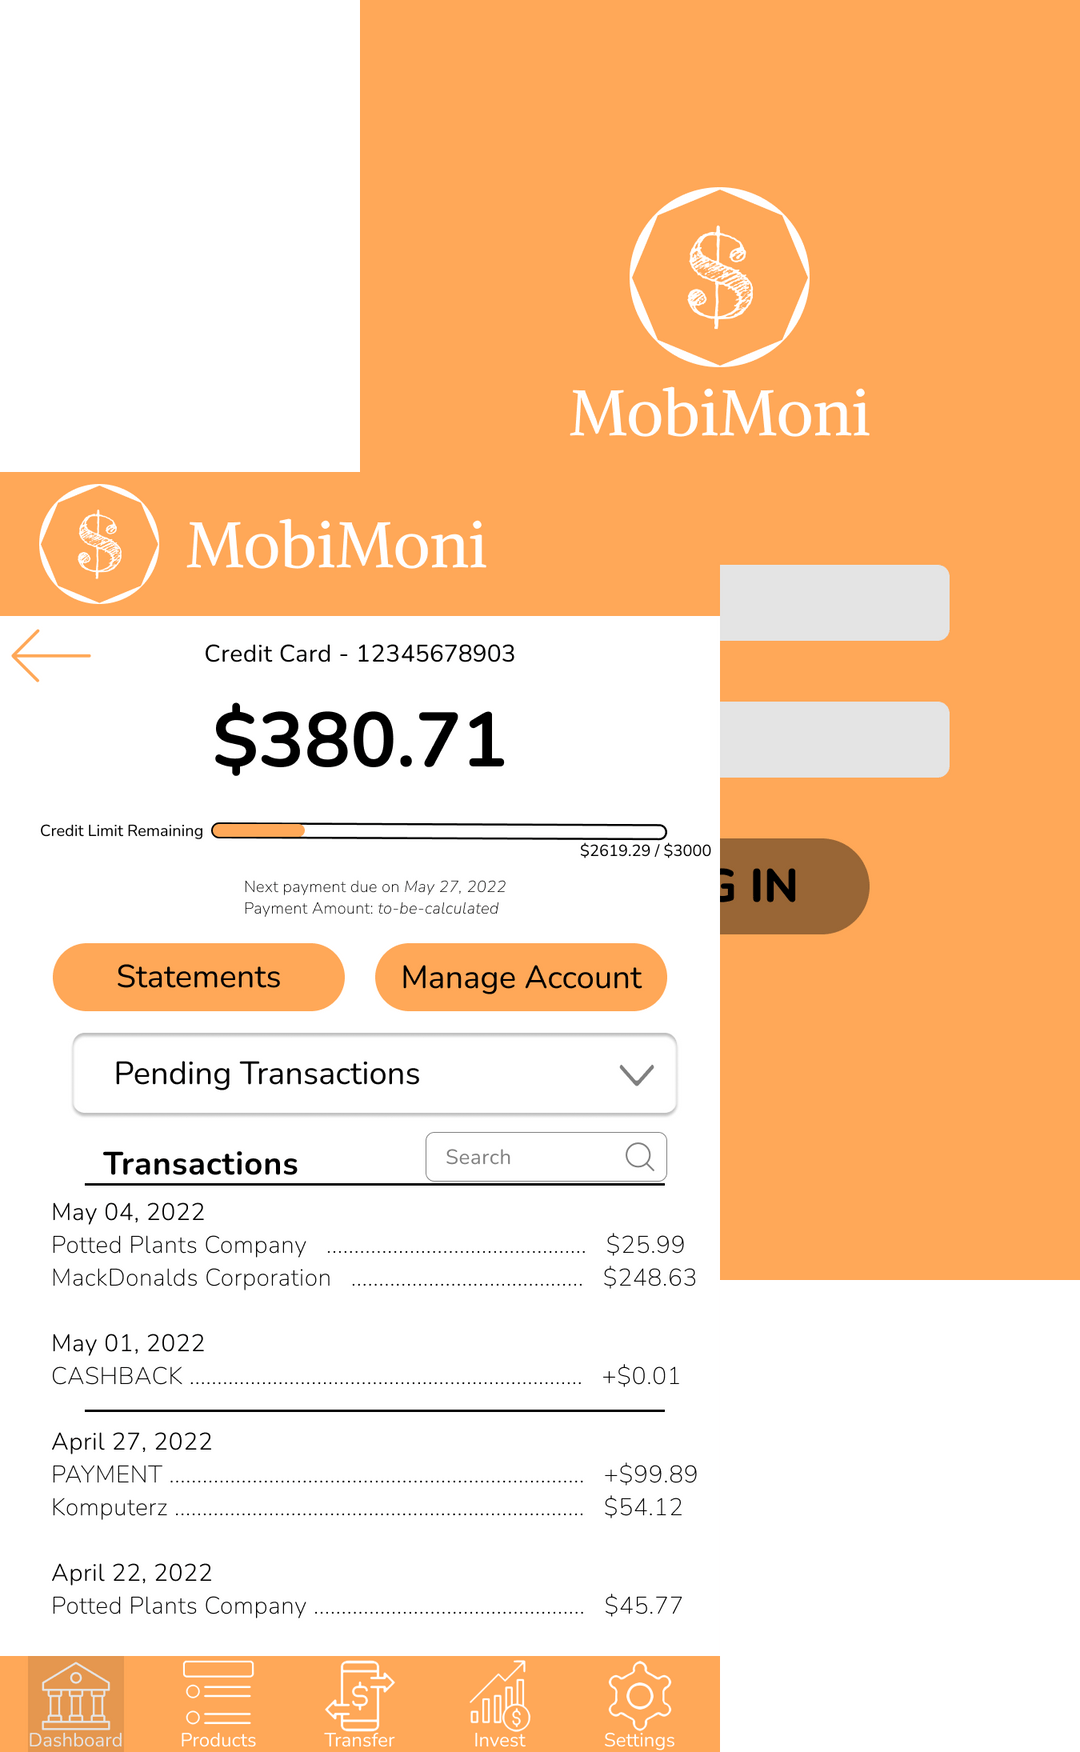 MobiMoni
MobiMoni
Credit Card - 12345678903
$380.71
Credit Limit Remaining
$2619.29 / $3000
Next payment due on May 27, 2022
Payment Amount: to-be-calculated
G IN
Statements
Manage Account
Pending Transactions
Transactions
Search
May 04, 2022
Potted Plants Company ............................................... $25.99
MackDonalds Corporation .......................................... $248.63
May 01, 2022
CASHBACK ....................................................................... +$0.01
April 27, 2022
PAYMENT ........................................................................... +$99.89
Komputerz .......................................................................... $54.12
April 22, 2022
Potted Plants Company ................................................. $45.77
Dashboard
Products
Transfer
Invest
Settings